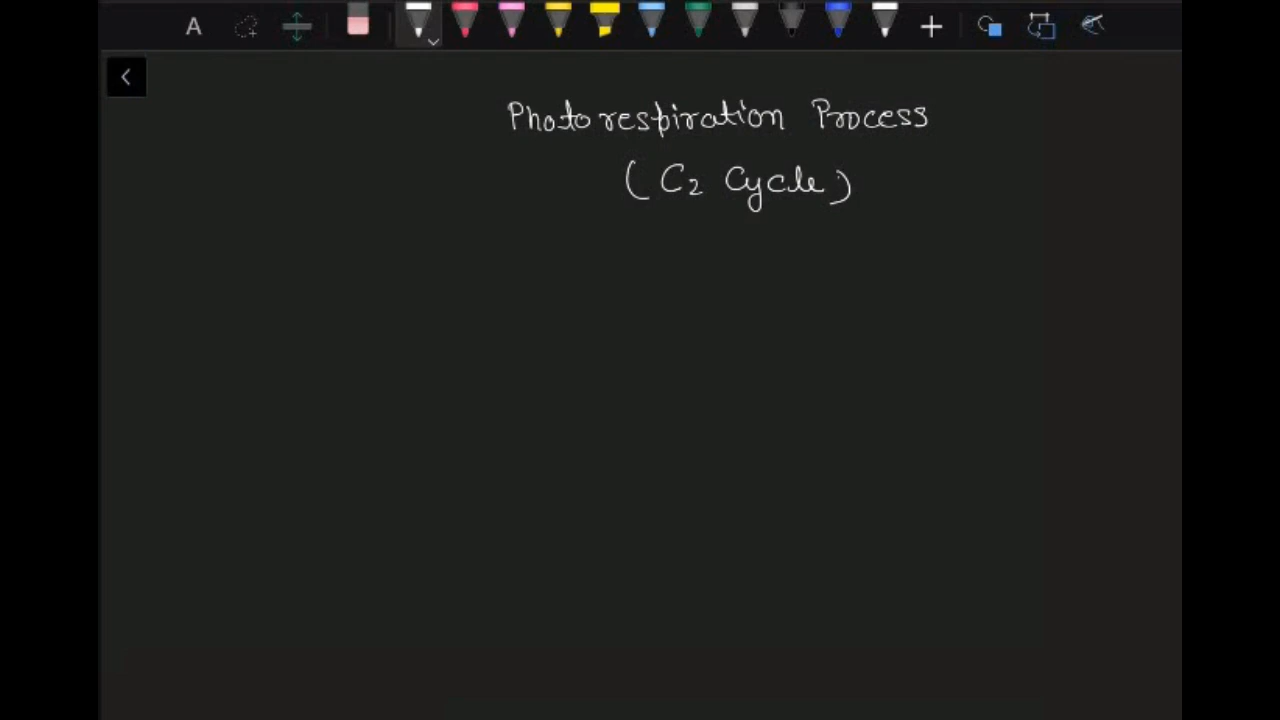 A
Photorespiration Process
(C₂ Cycle)